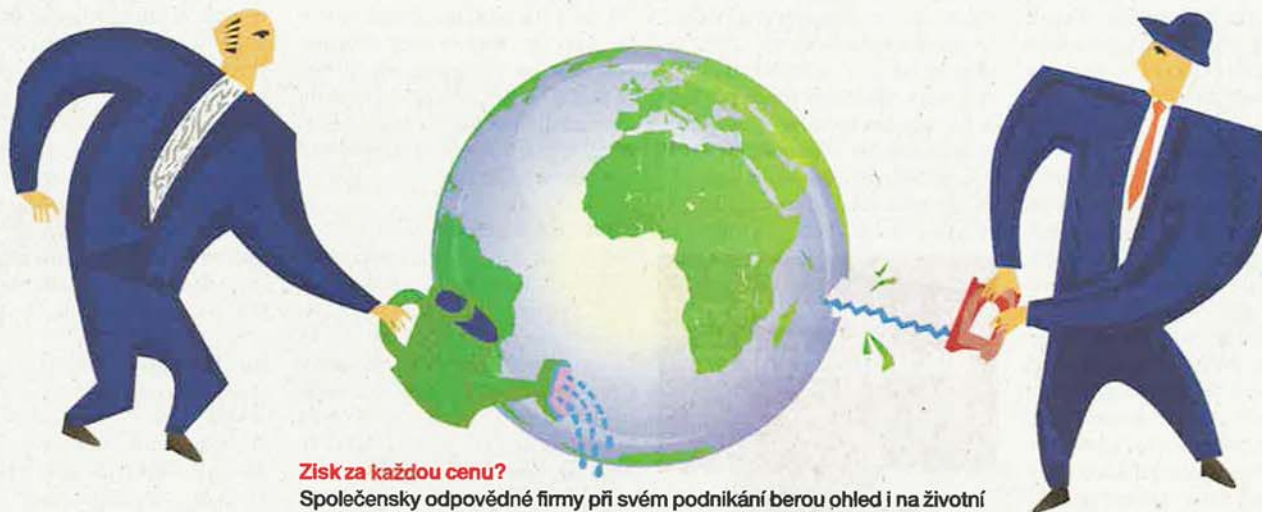 Zisk za každou cenu?
Společensky odpovědné firmy při svém podnikání berou ohled i na životní